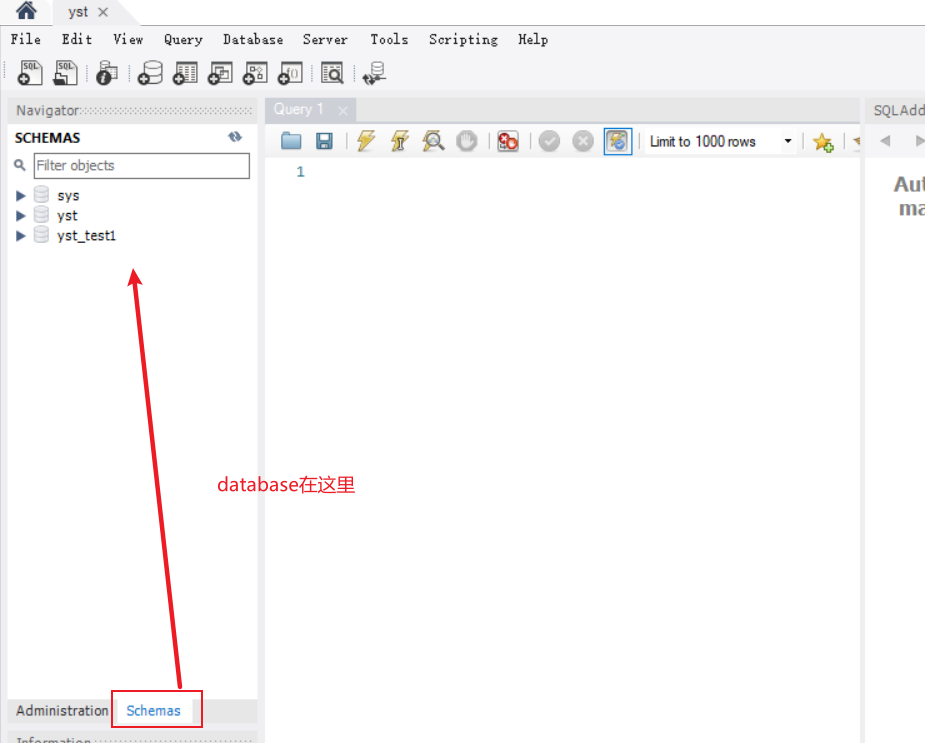 yst
File Edit View Query Database Server Tools Scripting Help
SQL SQL
Navigator
Query 1
SQLAdd
SCHEMAS
Limit to 1000 rows
Filter objects
1
sys
yst
yst_test1
Aut
ma
database在这里
Administration Schemas
Information